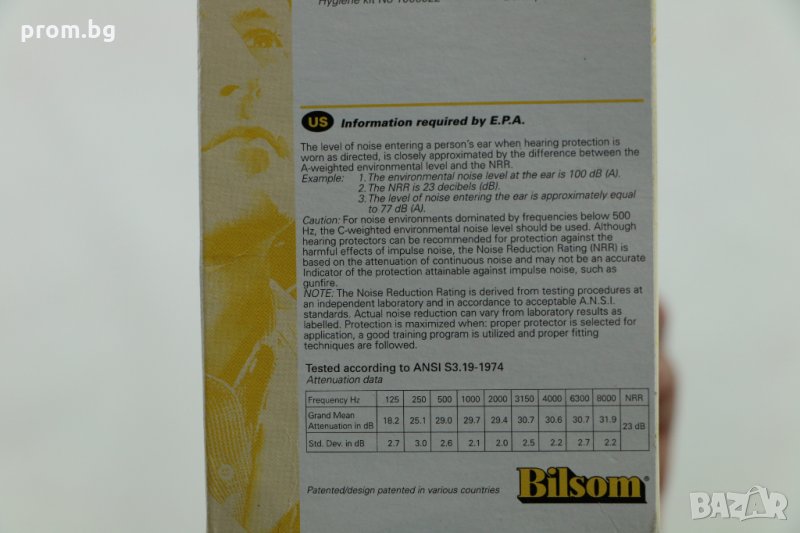 prom.bg
Hygiene kit No
US Information required by E.P.A.
The level of noise entering a person's ear when hearing protection is
worn as directed, is closely approximated by the difference between the
A-weighted environmental level and the NRR.
Example: 1. The environmental noise level at the ear is 100 dB (A).
2. The NRR is 23 decibels (dB).
3. The level of noise entering the ear is approximately equal
to 77 dB (A).
Caution: For noise environments dominated by frequencies below 500
Hz, the C-weighted environmental noise level should be used. Although
hearing protectors can be recommended for protection against the
harmful effects of impulse noise, the Noise Reduction Rating (NRR) is
based on the attenuation of continuous noise and may not be an accurate
Indicator of the protection attainable against impulse noise, such as
gunfire.
NOTE: The Noise Reduction Rating is derived from testing procedures at
an independent laboratory and in accordance to acceptable A.N.S.I.
standards. Actual noise reduction can vary from laboratory results as
labelled. Protection is maximized when: proper protector is selected for
application, a good training program is utilized and proper fitting
techniques are followed.
Tested according to ANSI S3.19-1974
Attenuation data
Frequency Hz 125 250 500 1000 2000 3150 4000 6300 8000 NRR
Grand Mean
Attenuation in dB 18.2 25.1 29.0 29.7 29.4 30.7 30.6 30.7 31.9 23 dB
Std. Dev. in dB 2.7 3.0 2.6 2.1 2.0 2.5 2.2 2.7 2.2
Patented/design patented in various countries
Bilsom
BAZAR